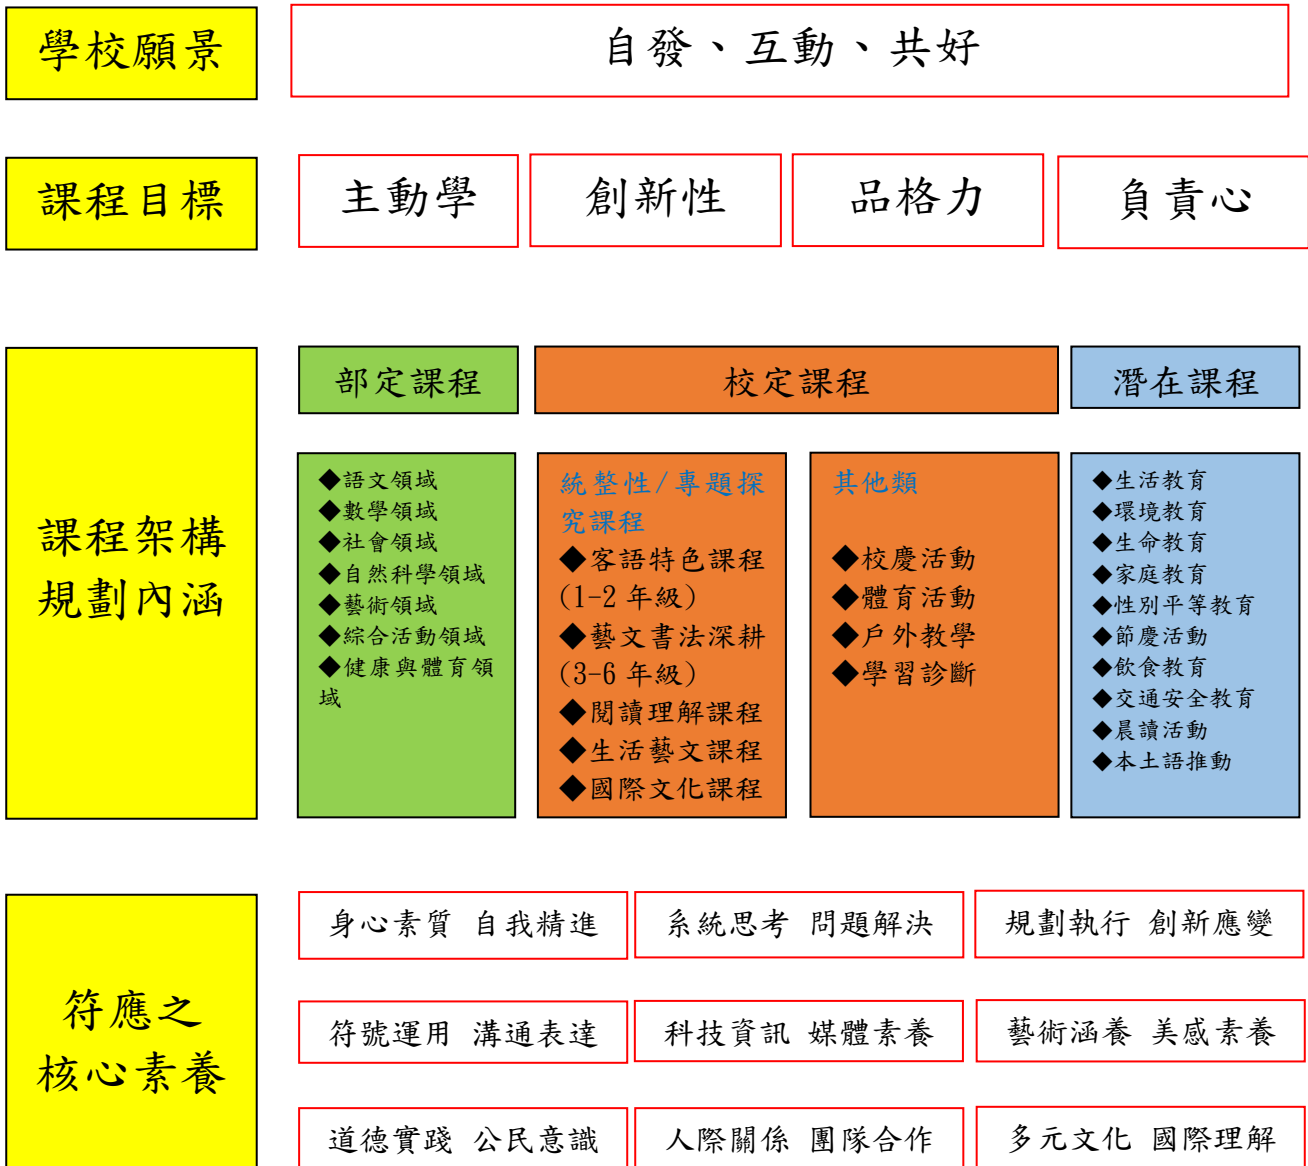 學校願景
自發、互動、共好
課程目標
主動學
創新性
品格力
負責心
課程架構
規劃內涵
部定課程
校定課程
潛在課程
◆語文領域
◆數學領域
◆社會領域
◆自然科學領域
◆藝術領域
◆綜合活動領域
◆健康與體育領
域
統整性/專題探
究課程
◆客語特色課程
(1-2 年級)
◆藝文書法深耕
(3-6 年級)
◆閱讀理解課程
◆生活藝文課程
◆國際文化課程
其他類
◆校慶活動
◆體育活動
◆戶外教學
◆學習診斷
◆生活教育
◆環境教育
◆生命教育
◆家庭教育
◆性別平等教育
◆節慶活動
◆飲食教育
◆交通安全教育
◆晨讀活動
◆本土語推動
符應之
核心素養
身心素質 自我精進
系統思考 問題解決
規劃執行 創新應變
符號運用 溝通表達
科技資訊 媒體素養
藝術涵養 美感素養
道德實踐 公民意識
人際關係 團隊合作
多元文化 國際理解